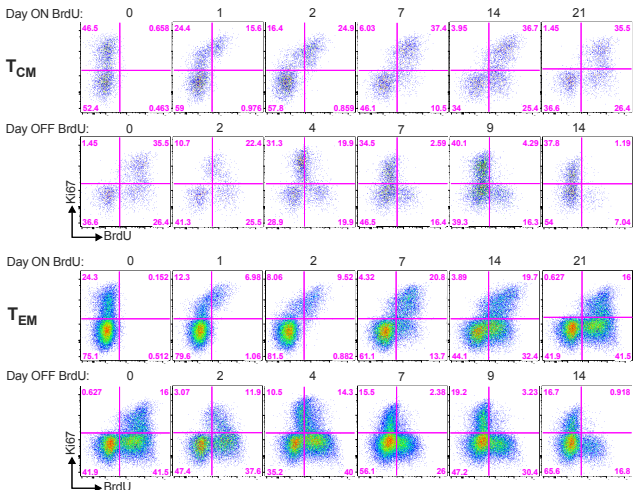 Day ON BrdU: 0 1 2 7 14 21
46.5 0.658 24.4 15.6 16.4 24.9 6.03 37.4 3.95 36.7 1.45 35.5
TCM
52.4 0.463 59 0.976 57.8 0.859 46.1 10.5 34 25.4 36.6 26.4
Day OFF BrdU: 0 2 4 7 9 14
1.45 35.5 10.7 22.4 31.3 19.9 34.5 2.59 40.1 4.29 37.8 1.19
Ki67
36.6 26.4 41.3 25.5 28.9 19.9 46.5 16.4 39.3 16.3 54 7.04
BrdU
Day ON BrdU: 0 1 2 7 14 21
24.3 0.152 12.3 6.98 8.06 9.52 4.32 20.8 3.89 19.7 0.627 16
TEM
75.1 0.512 79.6 1.06 81.5 0.882 61.1 13.7 44.1 32.4 41.9 41.5
Day OFF BrdU: 0 2 4 7 9 14
0.627 16 3.07 11.9 10.5 14.3 15.5 2.38 19.2 3.23 16.7 0.918
Ki67
41.9 41.5 47.4 37.6 35.2 40 56.1 26 47.2 30.4 65.6 16.8
BrdU